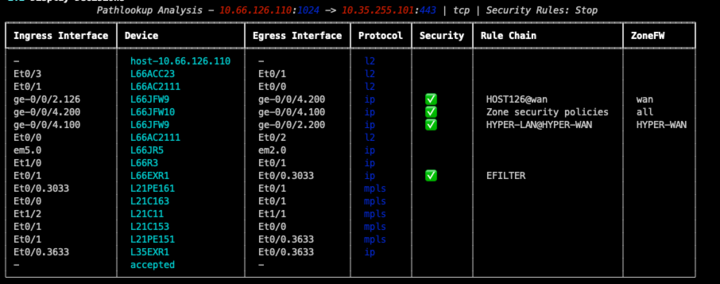 Pathlookup Analysis – 10.66.126.110:1024 –> 10.35.255.101:443 | tcp | Security Rules: Stop
Ingress Interface Device Egress Interface Protocol Security Rule Chain ZoneFW
– host-10.66.126.110 – l2
Et0/3 L66ACC23 Et0/1 l2
Et0/1 L66AC2111 Et0/0 l2
ge-0/0/2.126 L66JFW9 ge-0/0/4.200 ip ✅ HOST126@wan wan
ge-0/0/4.200 L66JFW10 ge-0/0/4.100 ip ✅ Zone security policies all
ge-0/0/4.100 L66JFW9 ge-0/0/2.200 ip ✅ HYPER-LAN@HYPER-WAN HYPER-WAN
Et0/0 L66AC2111 Et0/2 l2
em5.0 L66JR5 em2.0 ip
Et1/0 L66R3 Et0/1 ip
Et0/1 L66EXR1 Et0/0.3033 ip ✅ EFILTER
Et0/0.3033 L21PE161 Et0/1 mpls
Et0/0 L21C163 Et0/1 mpls
Et1/2 L21C11 Et1/1 mpls
Et0/1 L21C153 Et0/0 mpls
Et0/1 L21PE151 Et0/0.3633 mpls
Et0/0.3633 L35EXR1 Et0/0.3633 ip
– accepted –